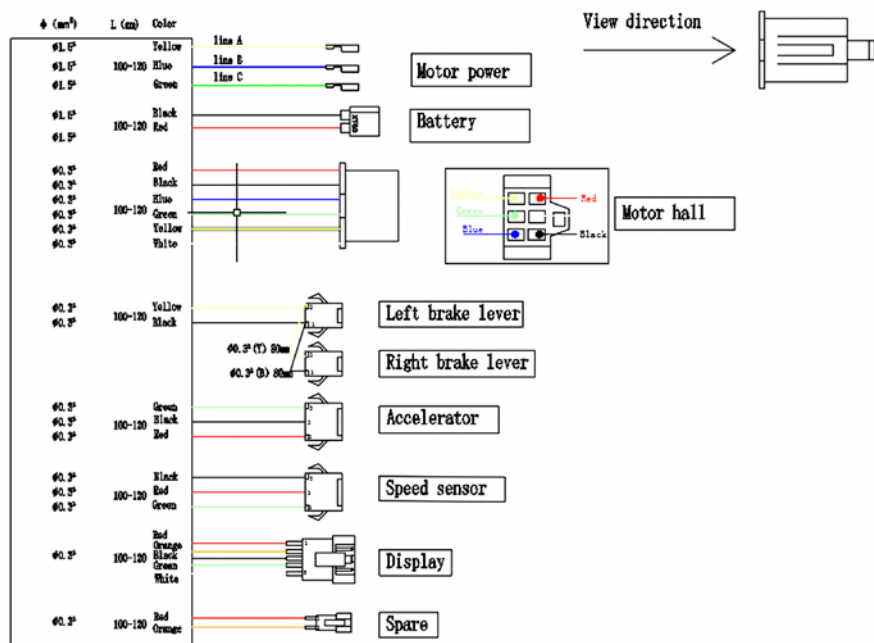 Φ (mm²) L (cm) Color View direction
Φ1.5² Yellow line A
Φ1.5² 100-120 Blue line B Motor power
Φ1.5² Green line C
Φ1.5² Black Battery
100-120 Red XT60
Φ1.5²
Φ0.3² Red
Φ0.3² Black
Φ0.3² Blue Yellow Red
Φ0.3² 100-120 Green Green Motor hall
Φ0.3² Yellow Blue Black
Φ0.3² White
Φ0.3² Yellow Left brake lever
Φ0.3² 100-120 Black
Φ0.3²(Y) 80mm
Φ0.3²(B) 80mm Right brake lever
Φ0.3² Green
Φ0.3² 100-120 Black Accelerator
Φ0.3² Red
Φ0.3² Black
Φ0.3² 100-120 Red Speed sensor
Φ0.3² Green
Red
Orange
Φ0.3² 100-120 Black Display
Green
White
Φ0.3² 100-120 Red Spare
Orange